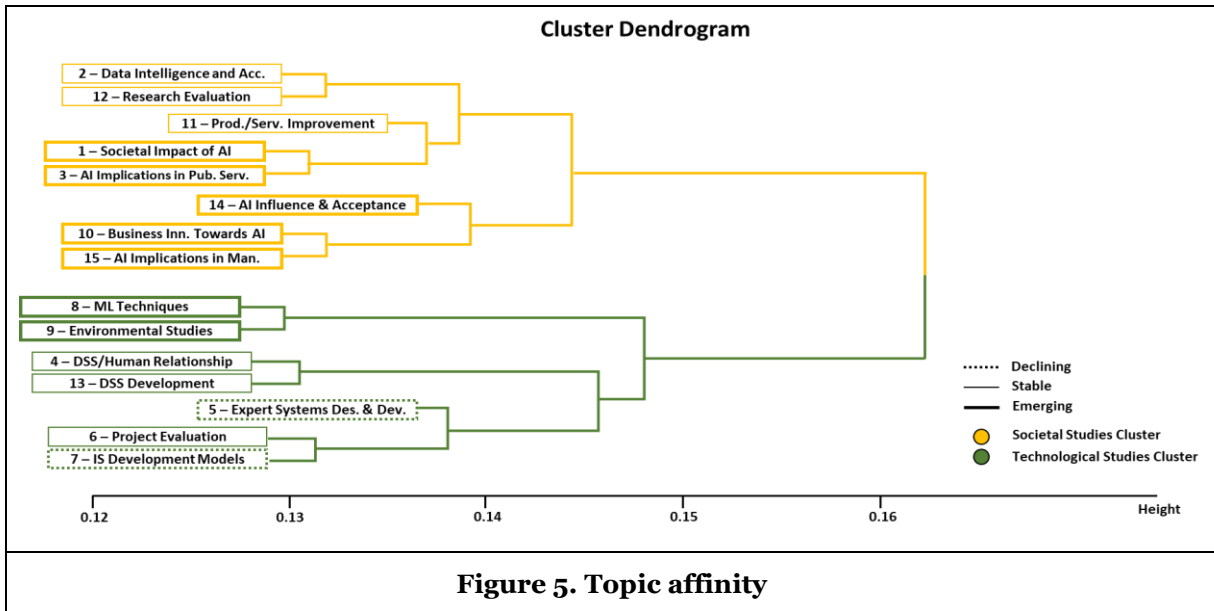 Cluster Dendrogram
2 – Data Intelligence and Acc.
12 – Research Evaluation
11 – Prod./Serv. Improvement
1 – Societal Impact of AI
3 – AI Implications in Pub. Serv.
14 – AI Influence & Acceptance
10 – Business Inn. Towards AI
15 – AI Implications in Man.
8 – ML Techniques
9 – Environmental Studies
4 – DSS/Human Relationship
13 – DSS Development
5 – Expert Systems Des. & Dev.
6 – Project Evaluation
7 – IS Development Models
Declining
Stable
Emerging
Societal Studies Cluster
Technological Studies Cluster
0.12 0.13 0.14 0.15 0.16 Height
Figure 5. Topic affinity